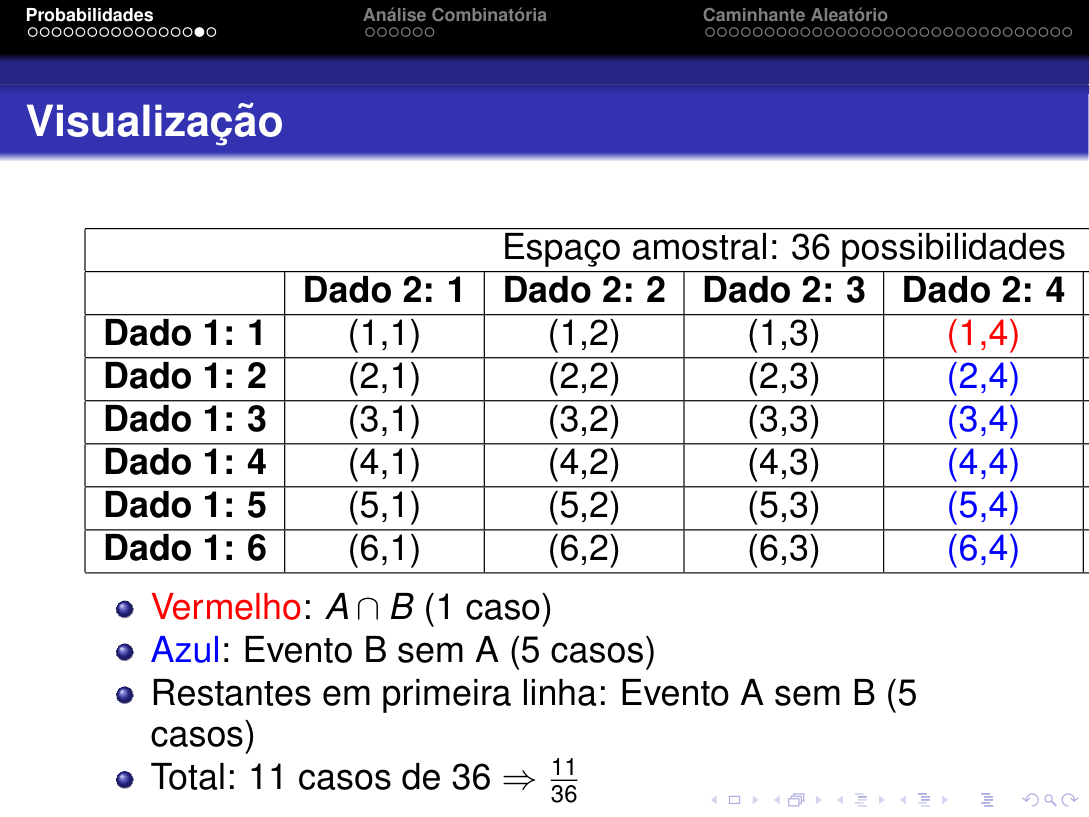 Probabilidades Análise Combinatória Caminhante Aleatório
Visualização
Espaço amostral: 36 possibilidades
Dado 2: 1 Dado 2: 2 Dado 2: 3 Dado 2: 4
Dado 1: 1 (1,1) (1,2) (1,3) (1,4)
Dado 1: 2 (2,1) (2,2) (2,3) (2,4)
Dado 1: 3 (3,1) (3,2) (3,3) (3,4)
Dado 1: 4 (4,1) (4,2) (4,3) (4,4)
Dado 1: 5 (5,1) (5,2) (5,3) (5,4)
Dado 1: 6 (6,1) (6,2) (6,3) (6,4)
Vermelho: A ∩ B (1 caso)
Azul: Evento B sem A (5 casos)
Restantes em primeira linha: Evento A sem B (5
casos)
Total: 11 casos de 36 ⇒ 11/36